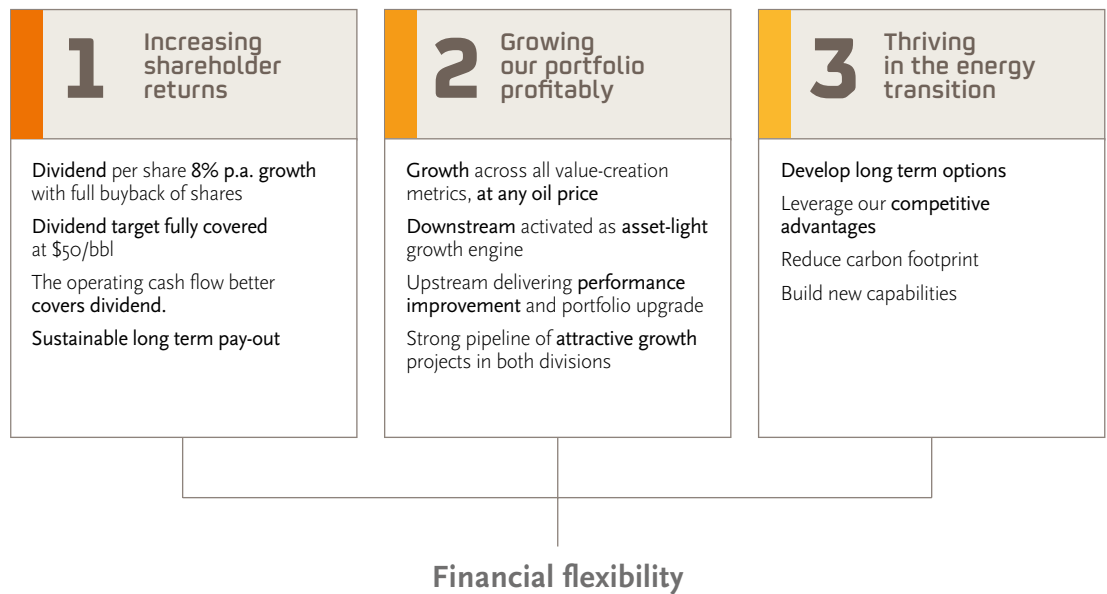 1
Increasing
shareholder
returns
Dividend per share 8% p.a. growth
with full buyback of shares
Dividend target fully covered
at $50/bbl
The operating cash flow better
covers dividend.
Sustainable long term pay-out
2
Growing
our portfolio
profitably
Growth across all value-creation
metrics, at any oil price
Downstream activated as asset-light
growth engine
Upstream delivering performance
improvement and portfolio upgrade
Strong pipeline of attractive growth
projects in both divisions
3
Thriving
in the energy
transition
Develop long term options
Leverage our competitive
advantages
Reduce carbon footprint
Build new capabilities
Financial flexibility